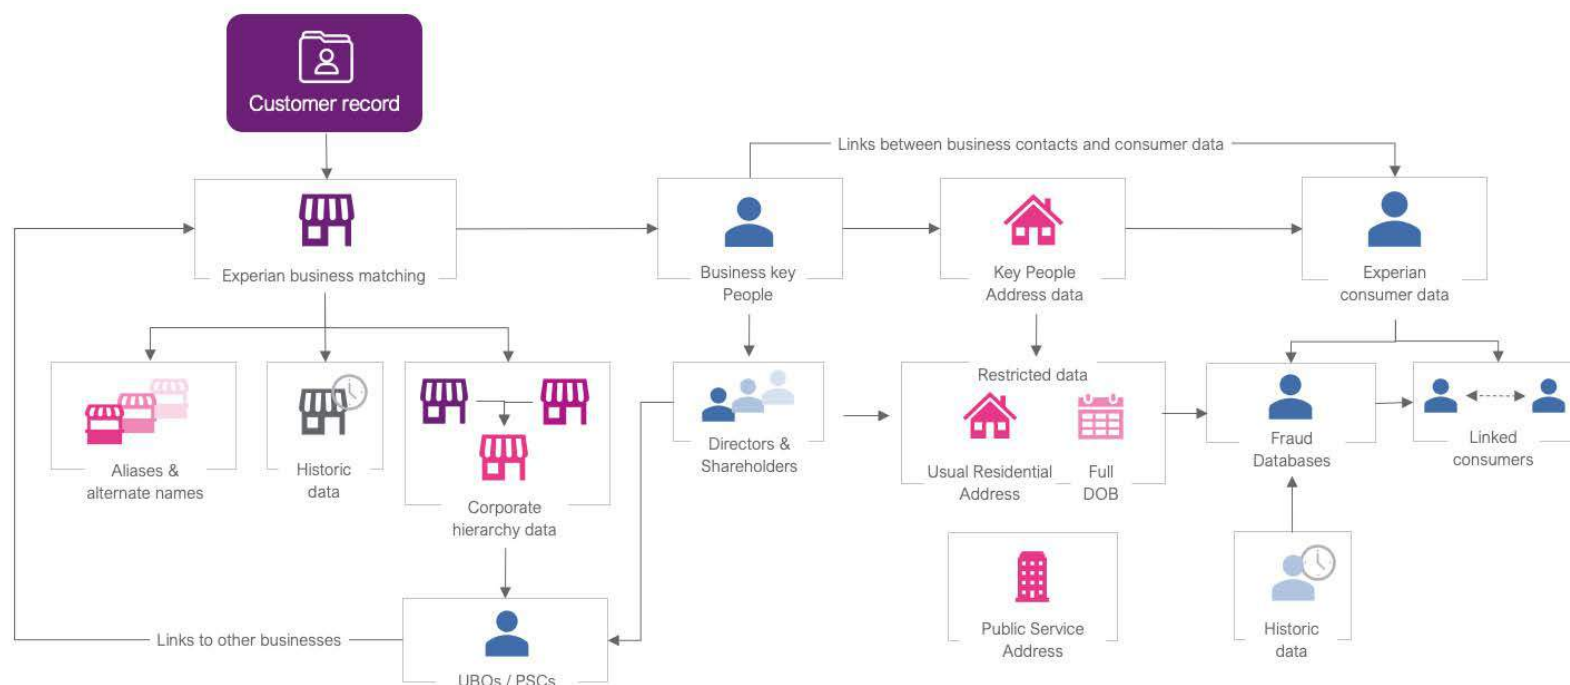 Customer record
Links between business contacts and consumer data
Experian business matching
Business key
People
Key People
Address data
Experian
consumer data
Aliases &
alternate names
Historic
data
Corporate
hierarchy data
Directors &
Shareholders
Restricted data
Usual Residential
Address
Full
DOB
Fraud
Databases
Linked
consumers
Links to other businesses
UBOs / PSCs
Public Service
Address
Historic
data